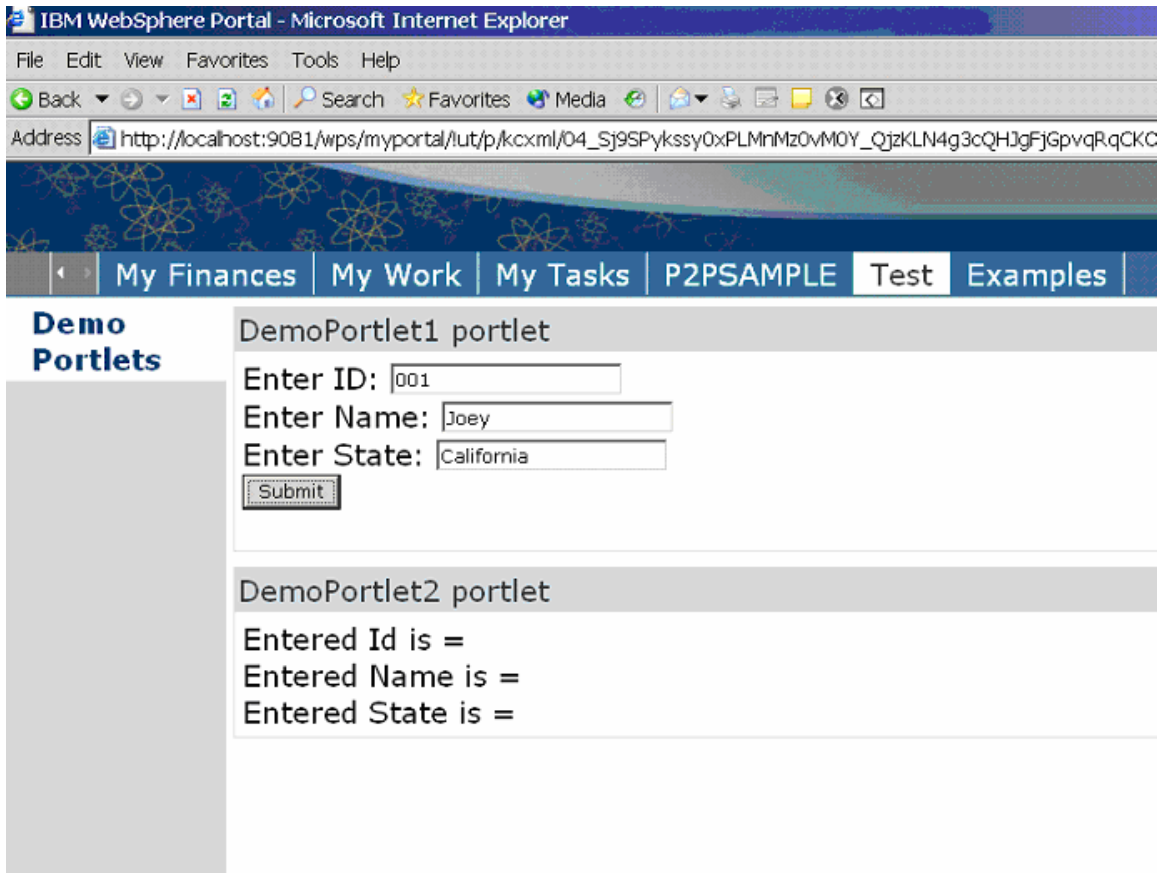 IBM WebSphere Portal - Microsoft Internet Explorer
File Edit View Favorites Tools Help
Back Search Favorites Media
Address http://localhost:9081/wps/myportal/!ut/p/kcxml/04_Sj9SPykssy0xPLMnMz0vM0Y_QjzKLN4g3cQHJgFjGpvqRqCKO
My Finances My Work My Tasks P2PSAMPLE Test Examples
Demo
Portlets
DemoPortlet1 portlet
Enter ID: 001
Enter Name: Joey
Enter State: California
Submit
DemoPortlet2 portlet
Entered Id is =
Entered Name is =
Entered State is =